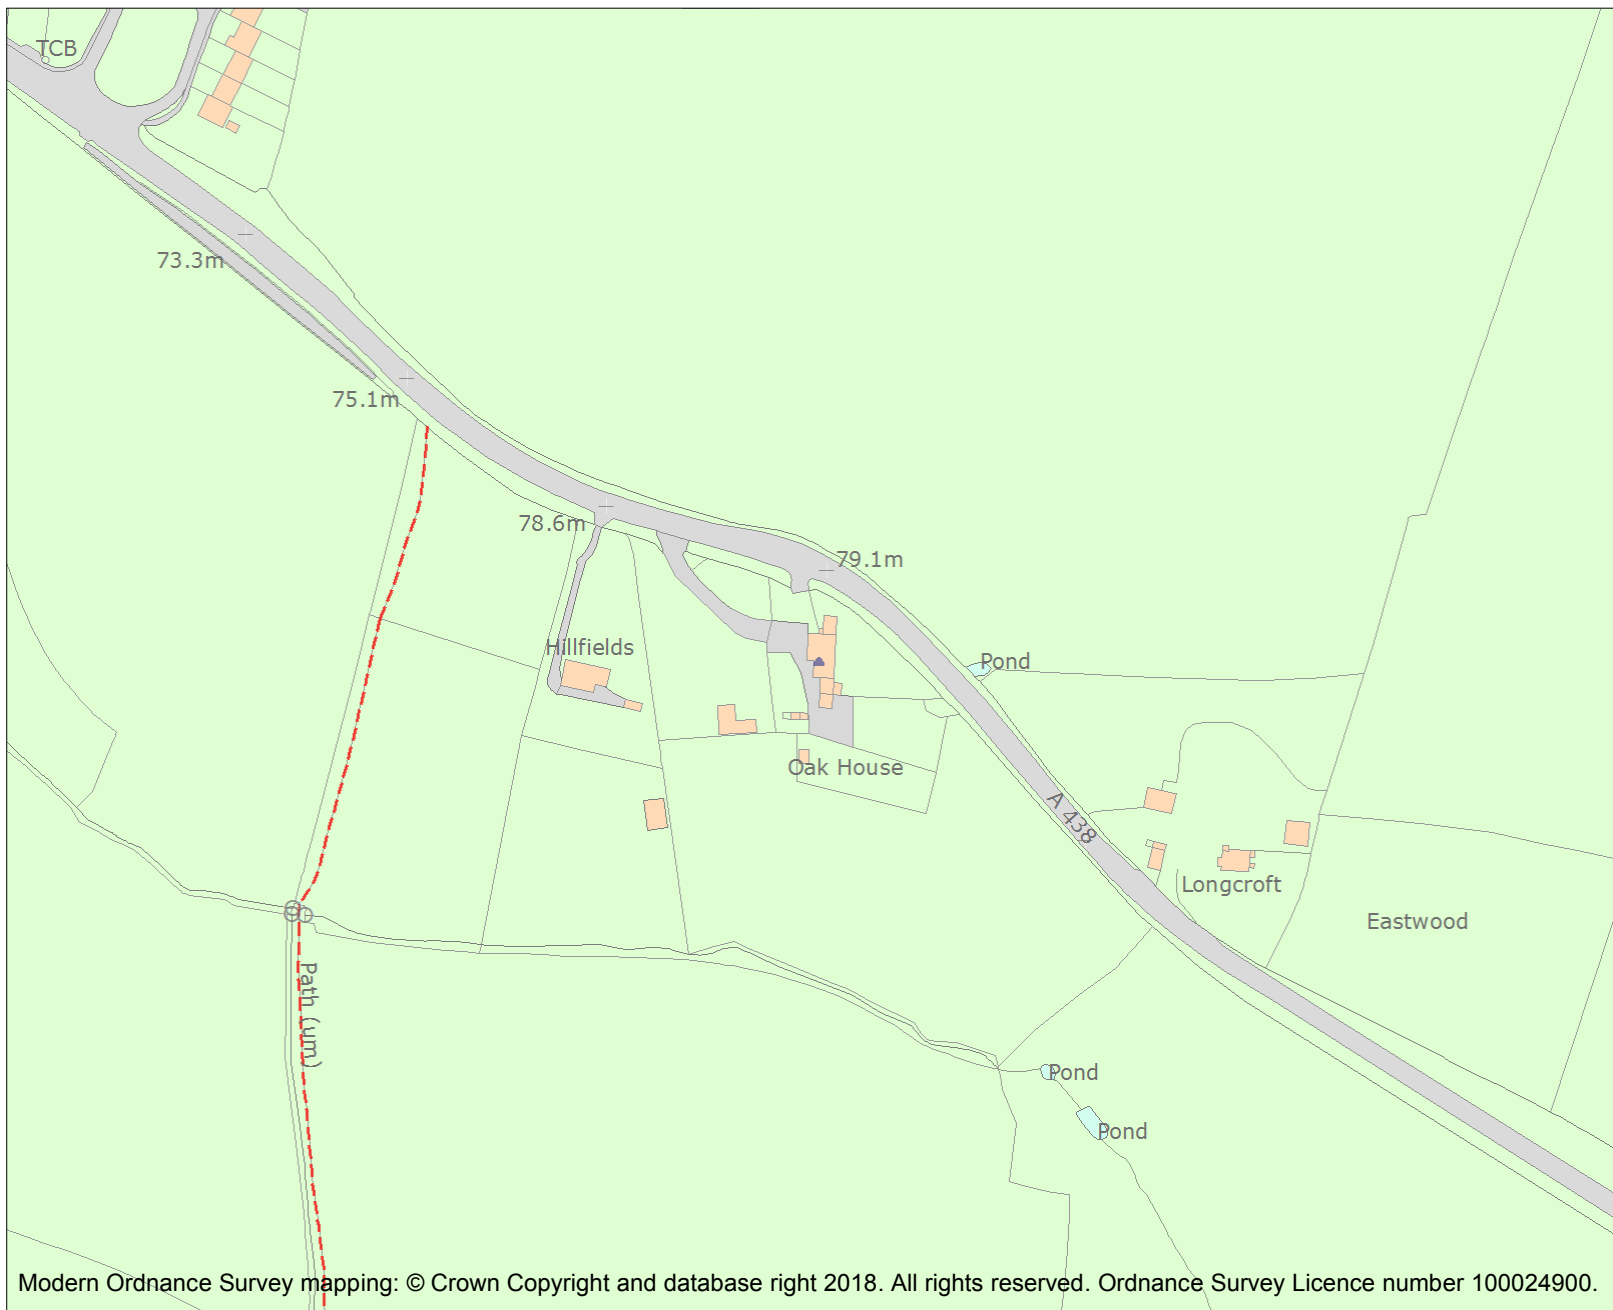 TCB
73.3m
75.1m
78.6m
79.1m
Hillfields
Pond
Oak House
A 438
Longcroft
Eastwood
Path (um)
Pond
Pond
Modern Ordnance Survey mapping: © Crown Copyright and database right 2018. All rights reserved. Ordnance Survey Licence number 100024900.